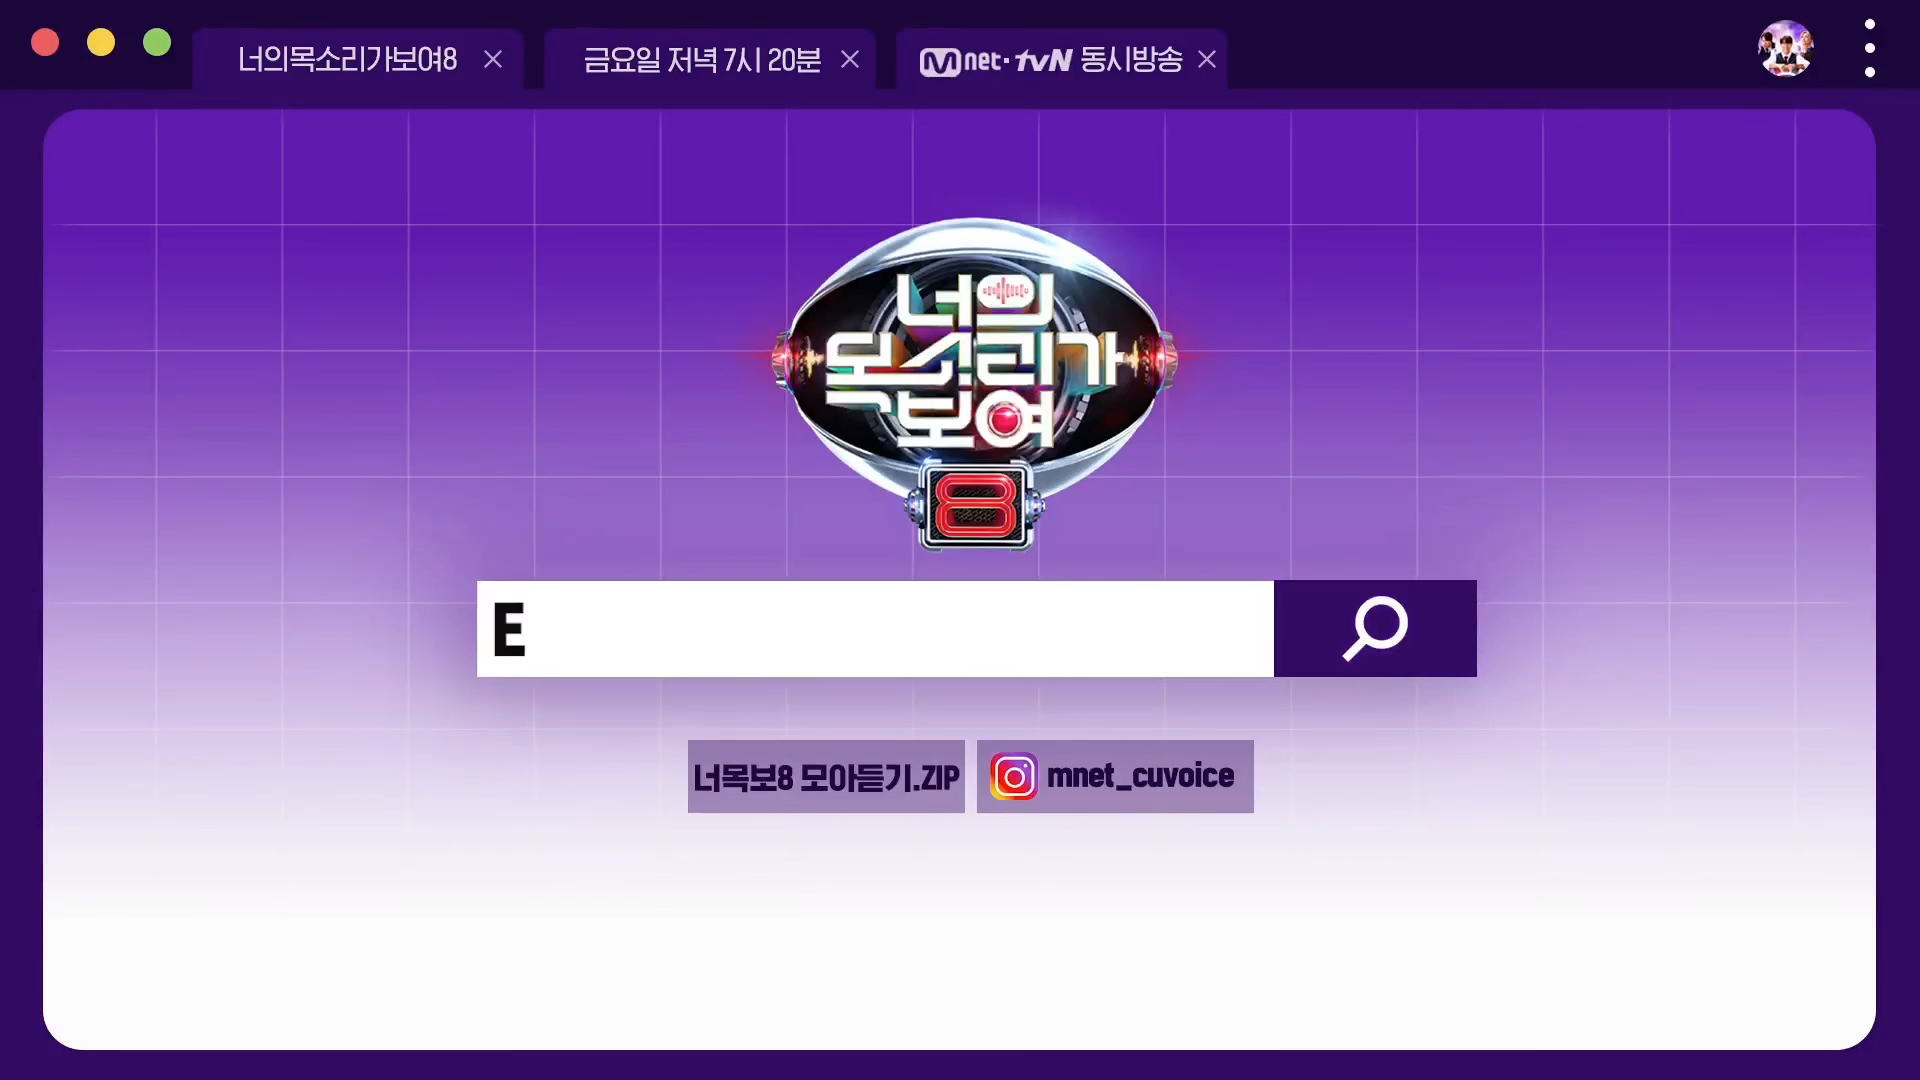 너의목소리가보여8
금요일 저녁 7시 20분
Mnet·tvN 동시방송
너의
목소리가
보여
8
E
너목보8 모아듣기.ZIP
mnet_cuvoice